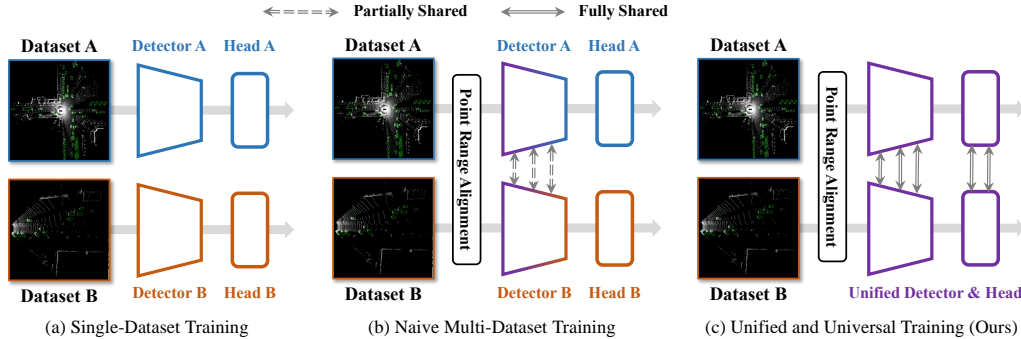 Partially Shared
Fully Shared
Dataset A
Detector A
Head A
Dataset B
Detector B
Head B
(a) Single-Dataset Training
Dataset A
Detector A
Head A
Point Range Alignment
Dataset B
Detector B
Head B
(b) Naive Multi-Dataset Training
Dataset A
Point Range Alignment
Dataset B
Unified Detector & Head
(c) Unified and Universal Training (Ours)